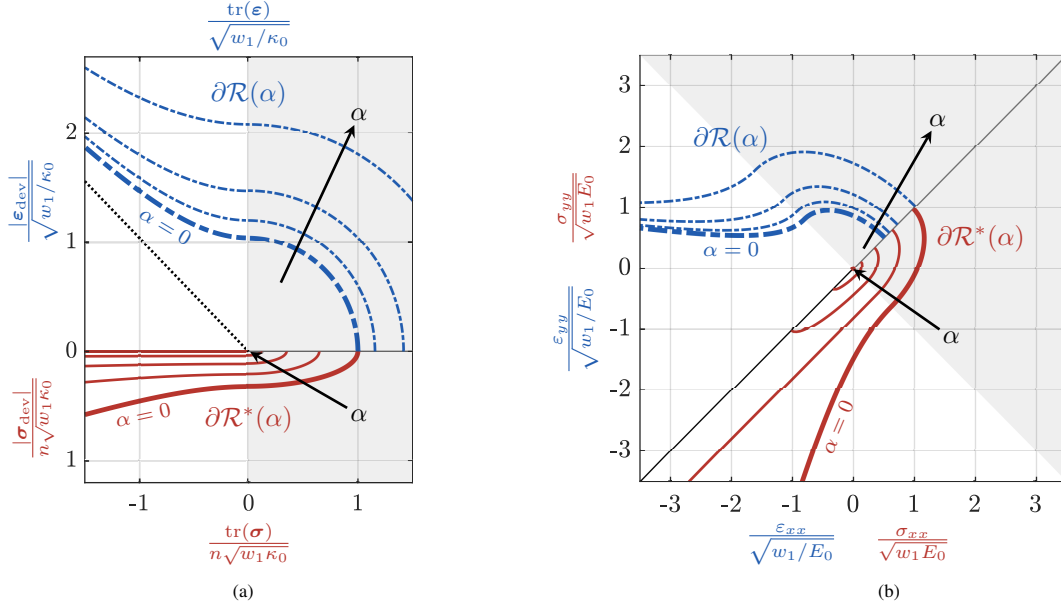 tr(ε)
√w₁/κ₀
2
1
0
1
|ε_dev|
√w₁/κ₀
|σ_dev|
n√w₁κ₀
∂R(α)
α
α = 0
∂R*(α)
α
α = 0
-1 0 1
tr(σ)
n√w₁κ₀
(a)
3
2
1
0
-1
-2
-3
σ_yy
√w₁E₀
ε_yy
√w₁/E₀
∂R(α)
α
α = 0
∂R*(α)
α
α = 0
-3 -2 -1 0 1 2 3
ε_xx
√w₁/E₀
σ_xx
√w₁E₀
(b)